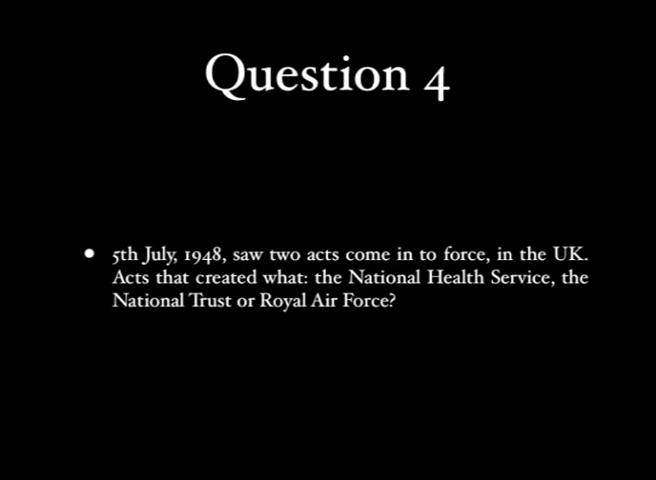 Question 4
• 5th July, 1948, saw two acts come in to force, in the UK.
Acts that created what: the National Health Service, the
National Trust or Royal Air Force?